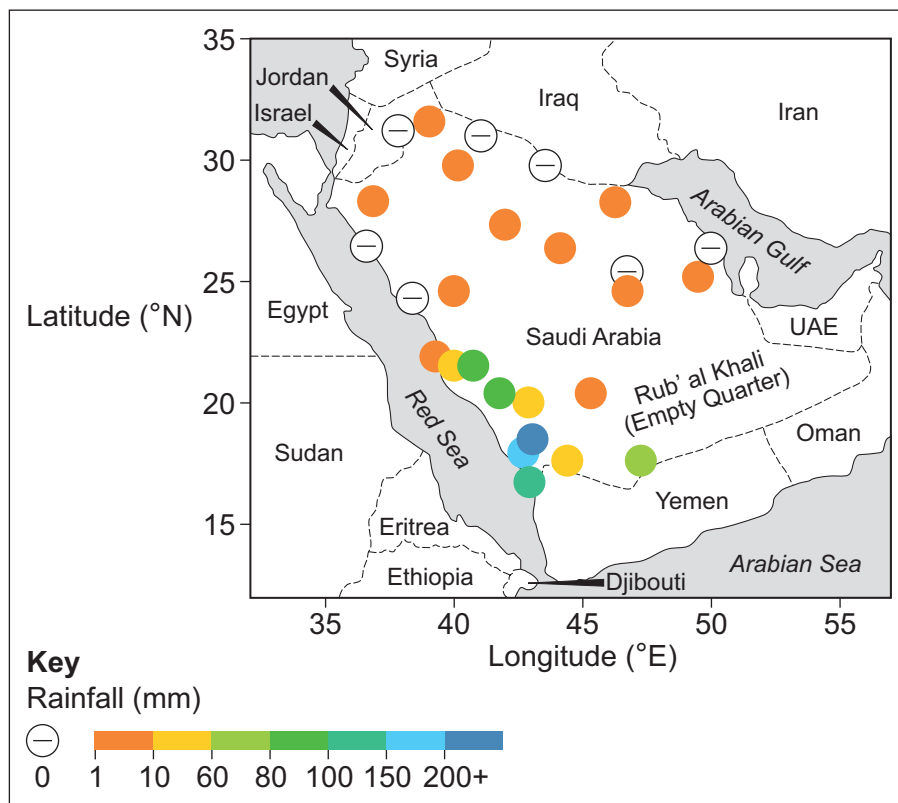 35
Syria
Jordan
Iraq
Israel
Iran
30
Arabian Gulf
25
Latitude (°N)
Egypt
Saudi Arabia
UAE
Rub’ al Khali
(Empty Quarter)
20
Red Sea
Oman
Sudan
Yemen
15
Eritrea
Arabian Sea
Ethiopia
Djibouti
35 40 45 50 55
Longitude (°E)
Key
Rainfall (mm)
0 1 10 60 80 100 150 200+